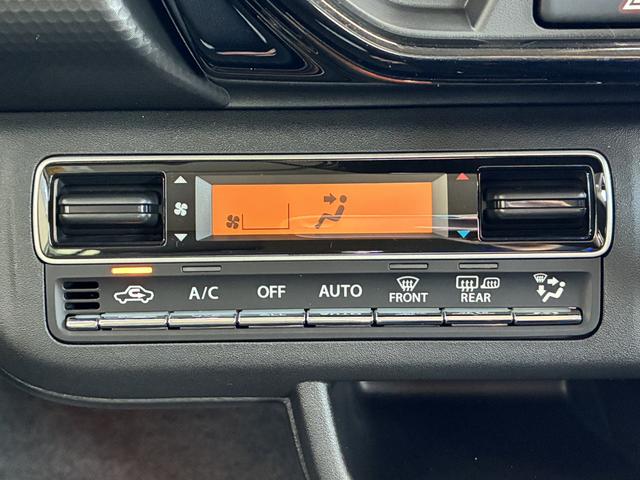 A/C OFF AUTO FRONT REAR